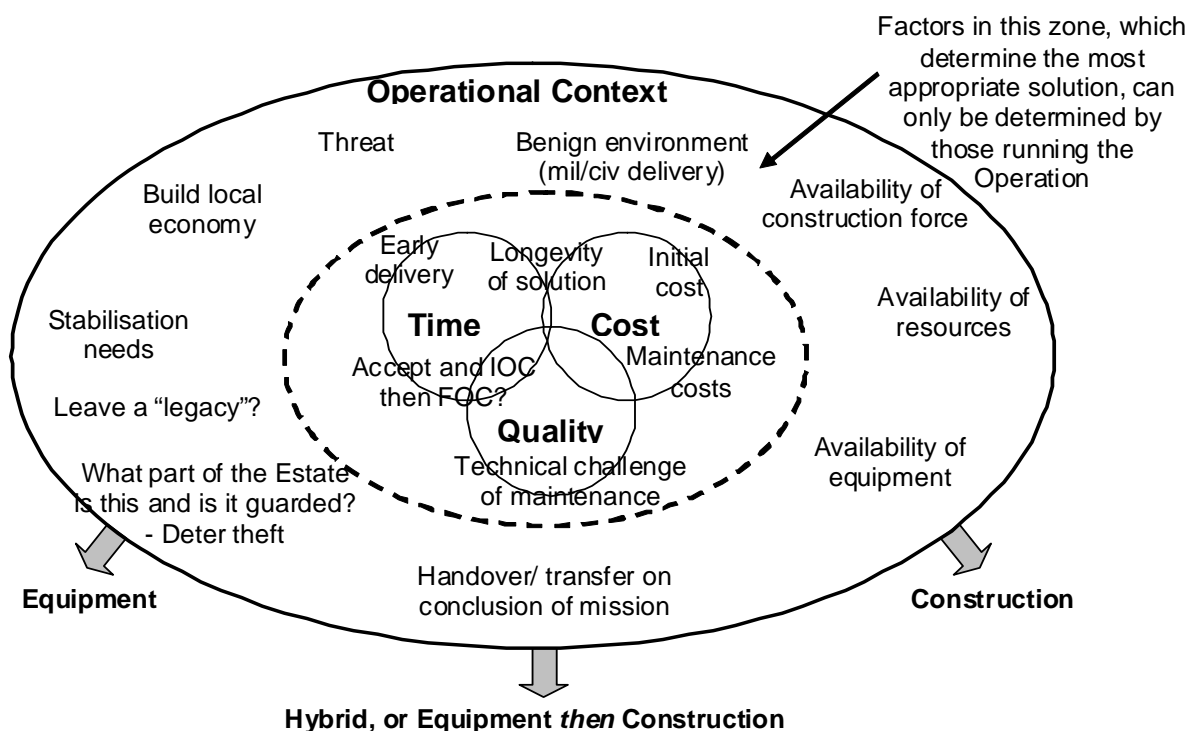 Factors in this zone, which
determine the most
appropriate solution, can
only be determined by
those running the
Operation
Operational Context
Threat
Benign environment
(mil/civ delivery)
Build local
economy
Availability of
construction force
Early
delivery
Longevity
of solution
Initial
cost
Time
Cost
Availability of
resources
Stabilisation
needs
Accept and IOC
then FOC?
Maintenance
costs
Leave a “legacy”?
Quality
Technical challenge
of maintenance
Availability of
equipment
What part of the Estate
is this and is it guarded?
- Deter theft
Handover/ transfer on
conclusion of mission
Equipment
Construction
Hybrid, or Equipment then Construction